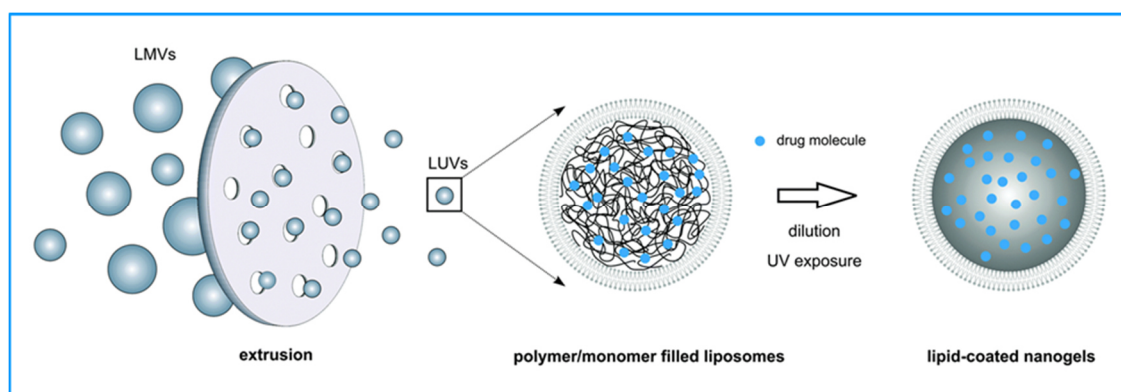 LMVs
LUVs
drug molecule
dilution
UV exposure
extrusion
polymer/monomer filled liposomes
lipid-coated nanogels